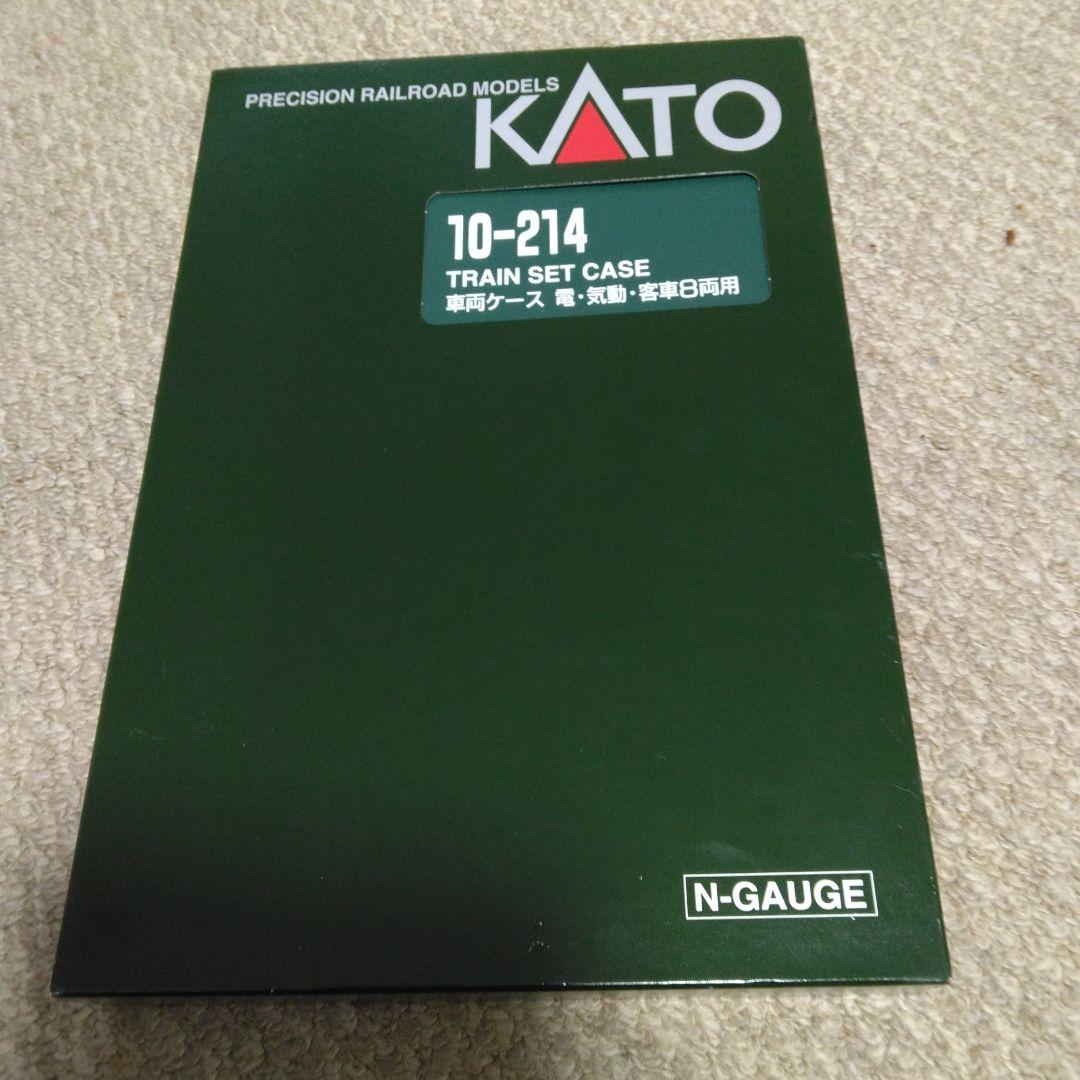 PRECISION RAILROAD MODELS
KATO
10-214
TRAIN SET CASE
車両ケース 電・気動・客車8両用
N-GAUGE